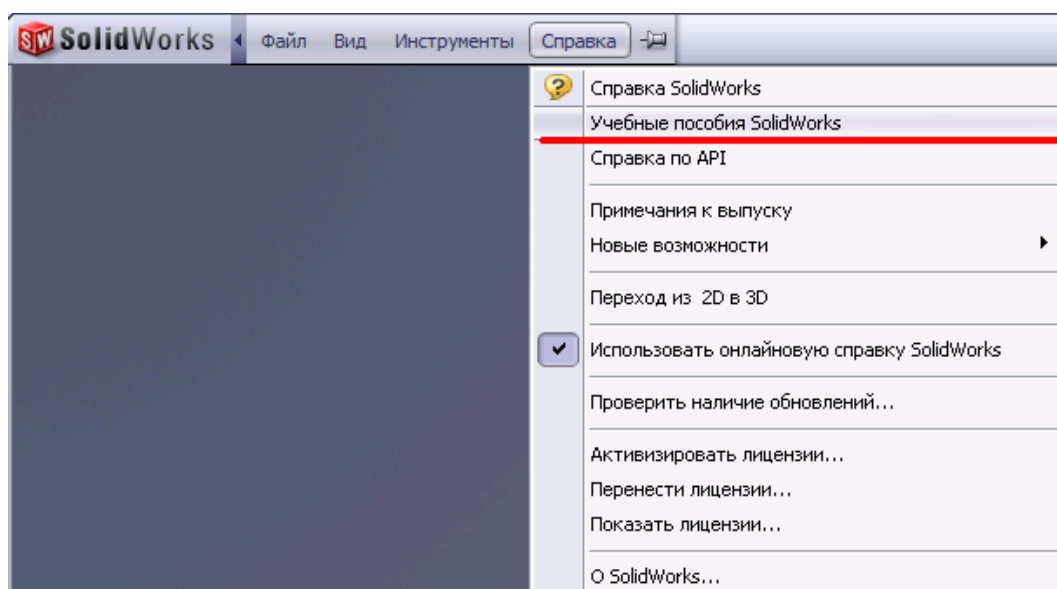 SolidWorks Файл Вид Инструменты Справка
Справка SolidWorks
Учебные пособия SolidWorks
Справка по API
Примечания к выпуску
Новые возможности
Переход из 2D в 3D
Использовать онлайновую справку SolidWorks
Проверить наличие обновлений...
Активизировать лицензии...
Перенести лицензии...
Показать лицензии...
О SolidWorks...